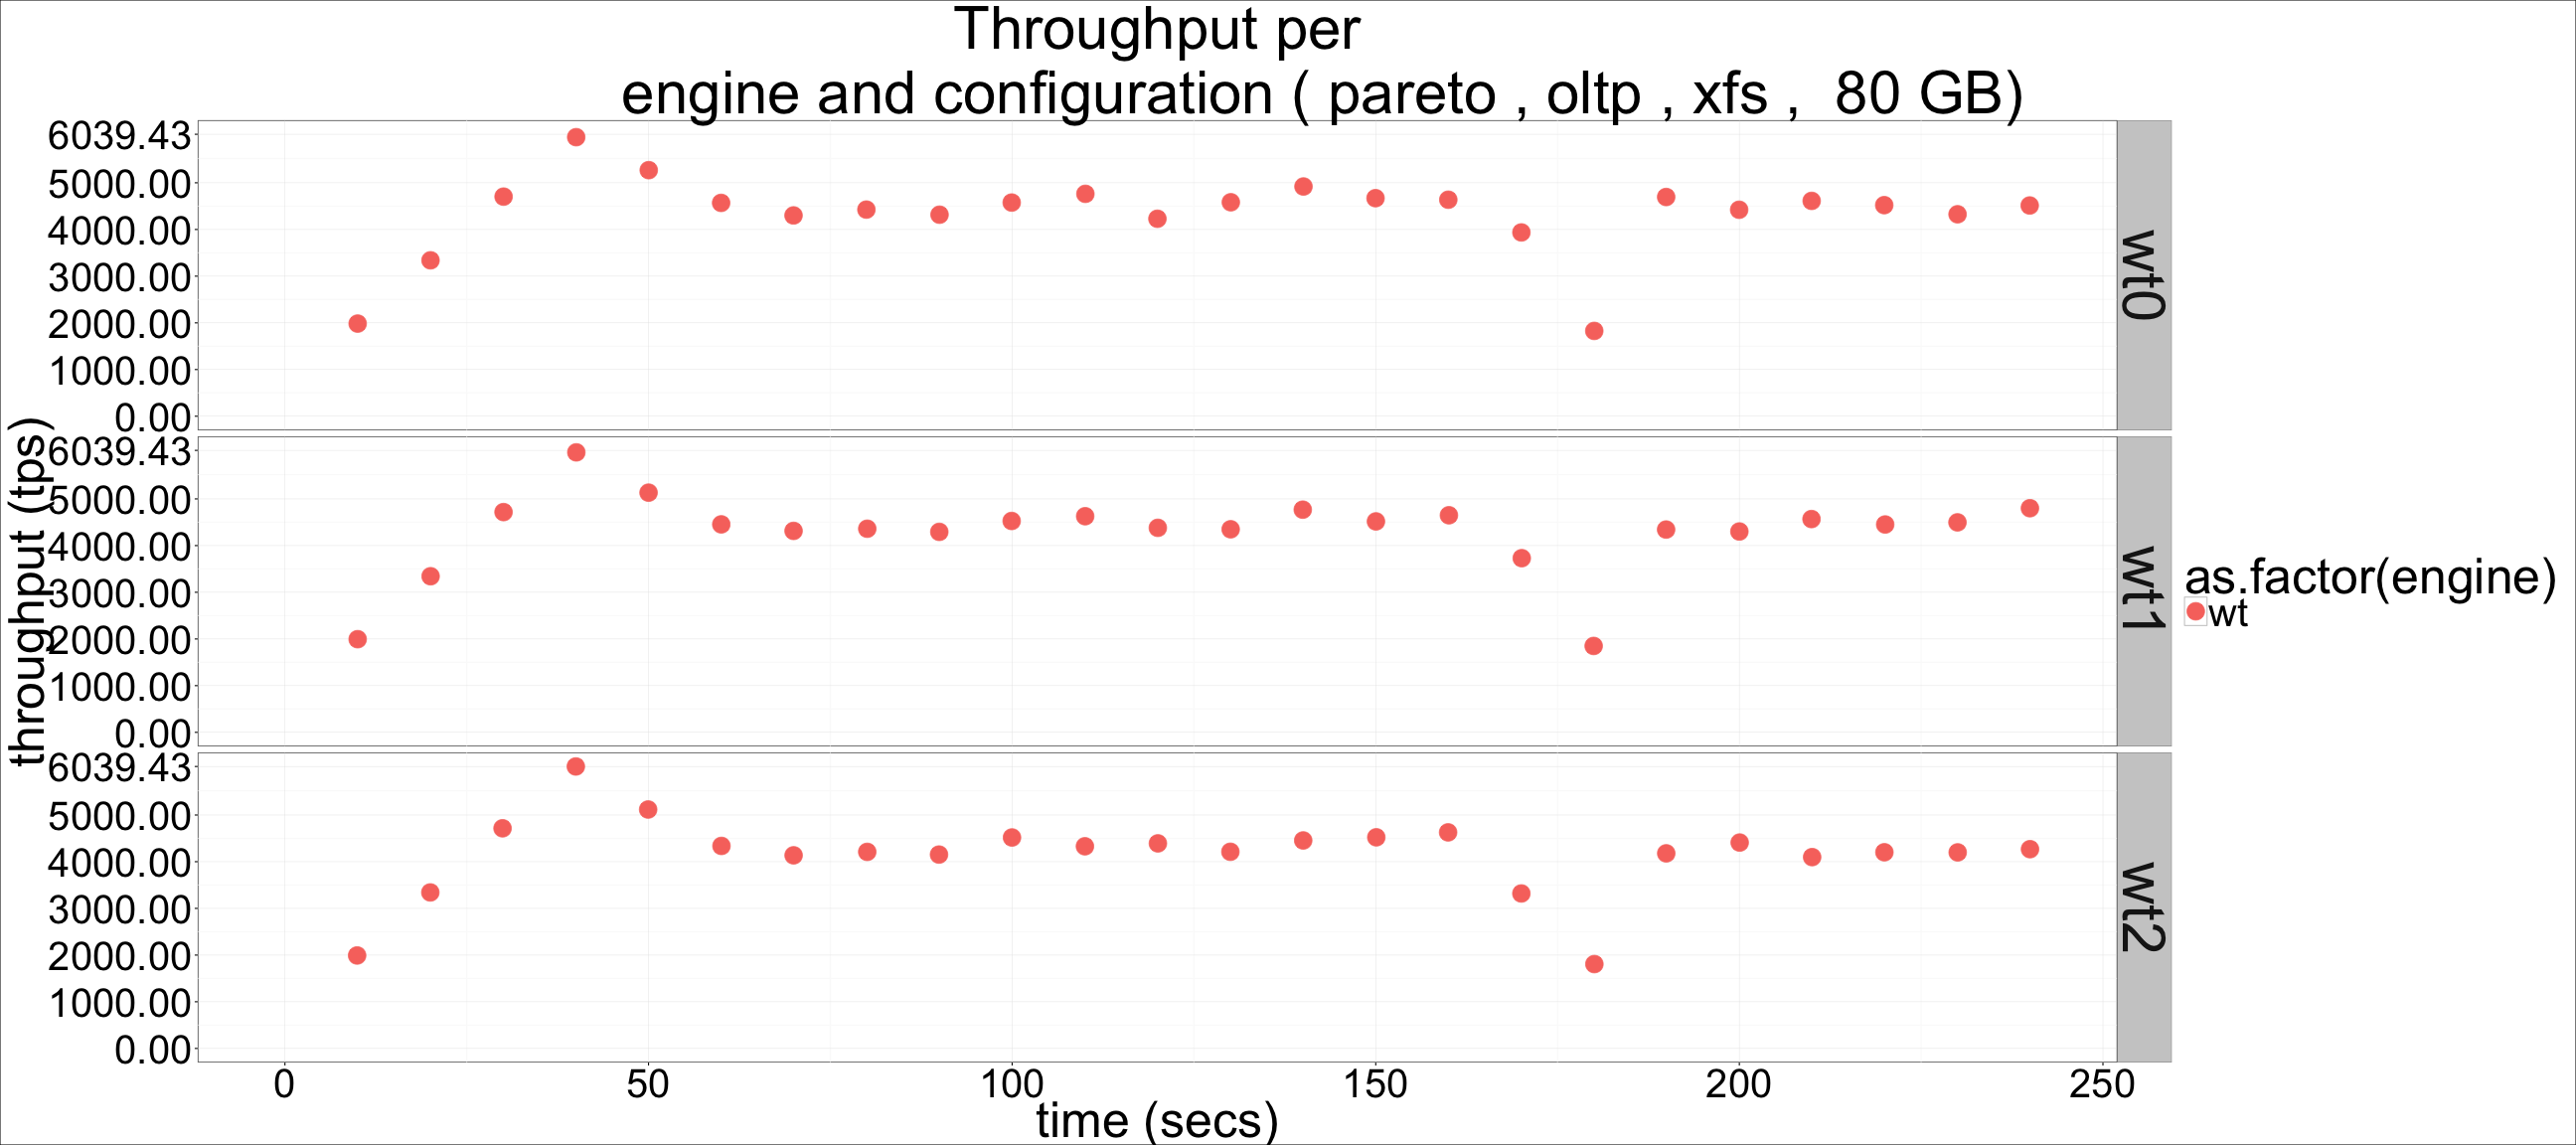 Throughput per
engine and configuration ( pareto , oltp , xfs ,  80 GB)
throughput (tps)
6039.43
5000.00
4000.00
3000.00
2000.00
1000.00
0.00
wt0
6039.43
5000.00
4000.00
3000.00
2000.00
1000.00
0.00
wt1
6039.43
5000.00
4000.00
3000.00
2000.00
1000.00
0.00
wt2
0 50 100 150 200 250
time (secs)
as.factor(engine)
wt